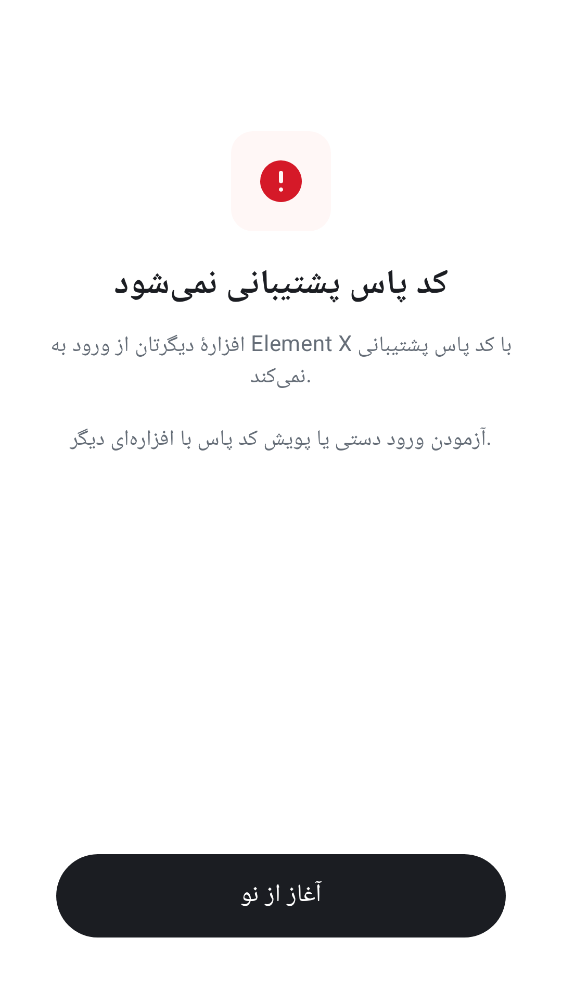 کد پاس پشتیبانی نمی‌شود
افزارهٔ دیگرتان از ورود به Element X با کد پاس پشتیبانی
نمی‌کند.
آزمودن ورود دستی یا پویش کد پاس با افزاره‌ای دیگر.
آغاز از نو